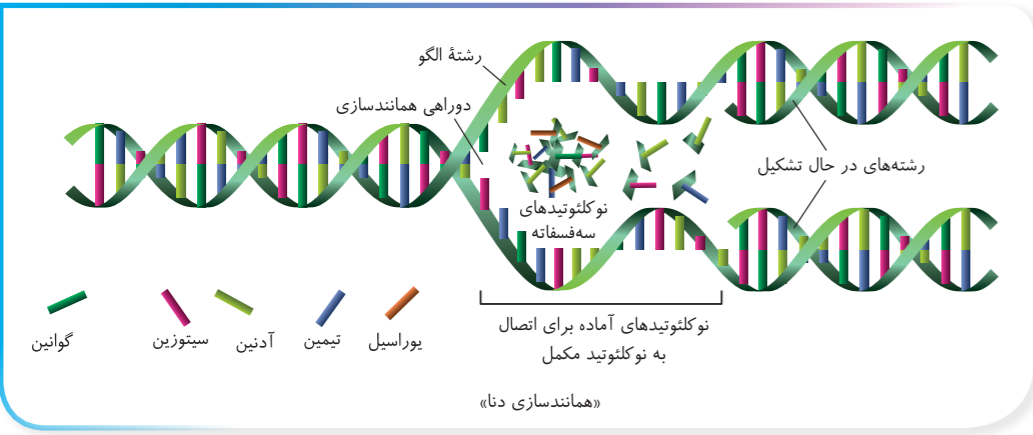 رشتهٔ الگو
دوراهی همانندسازی
رشته‌های در حال تشکیل
نوکلئوتیدهای
سه‌فسفاته
نوکلئوتیدهای آماده برای اتصال
به نوکلئوتید مکمل
یوراسیل
تیمین
آدنین
سیتوزین
گوانین
«همانندسازی دنا»